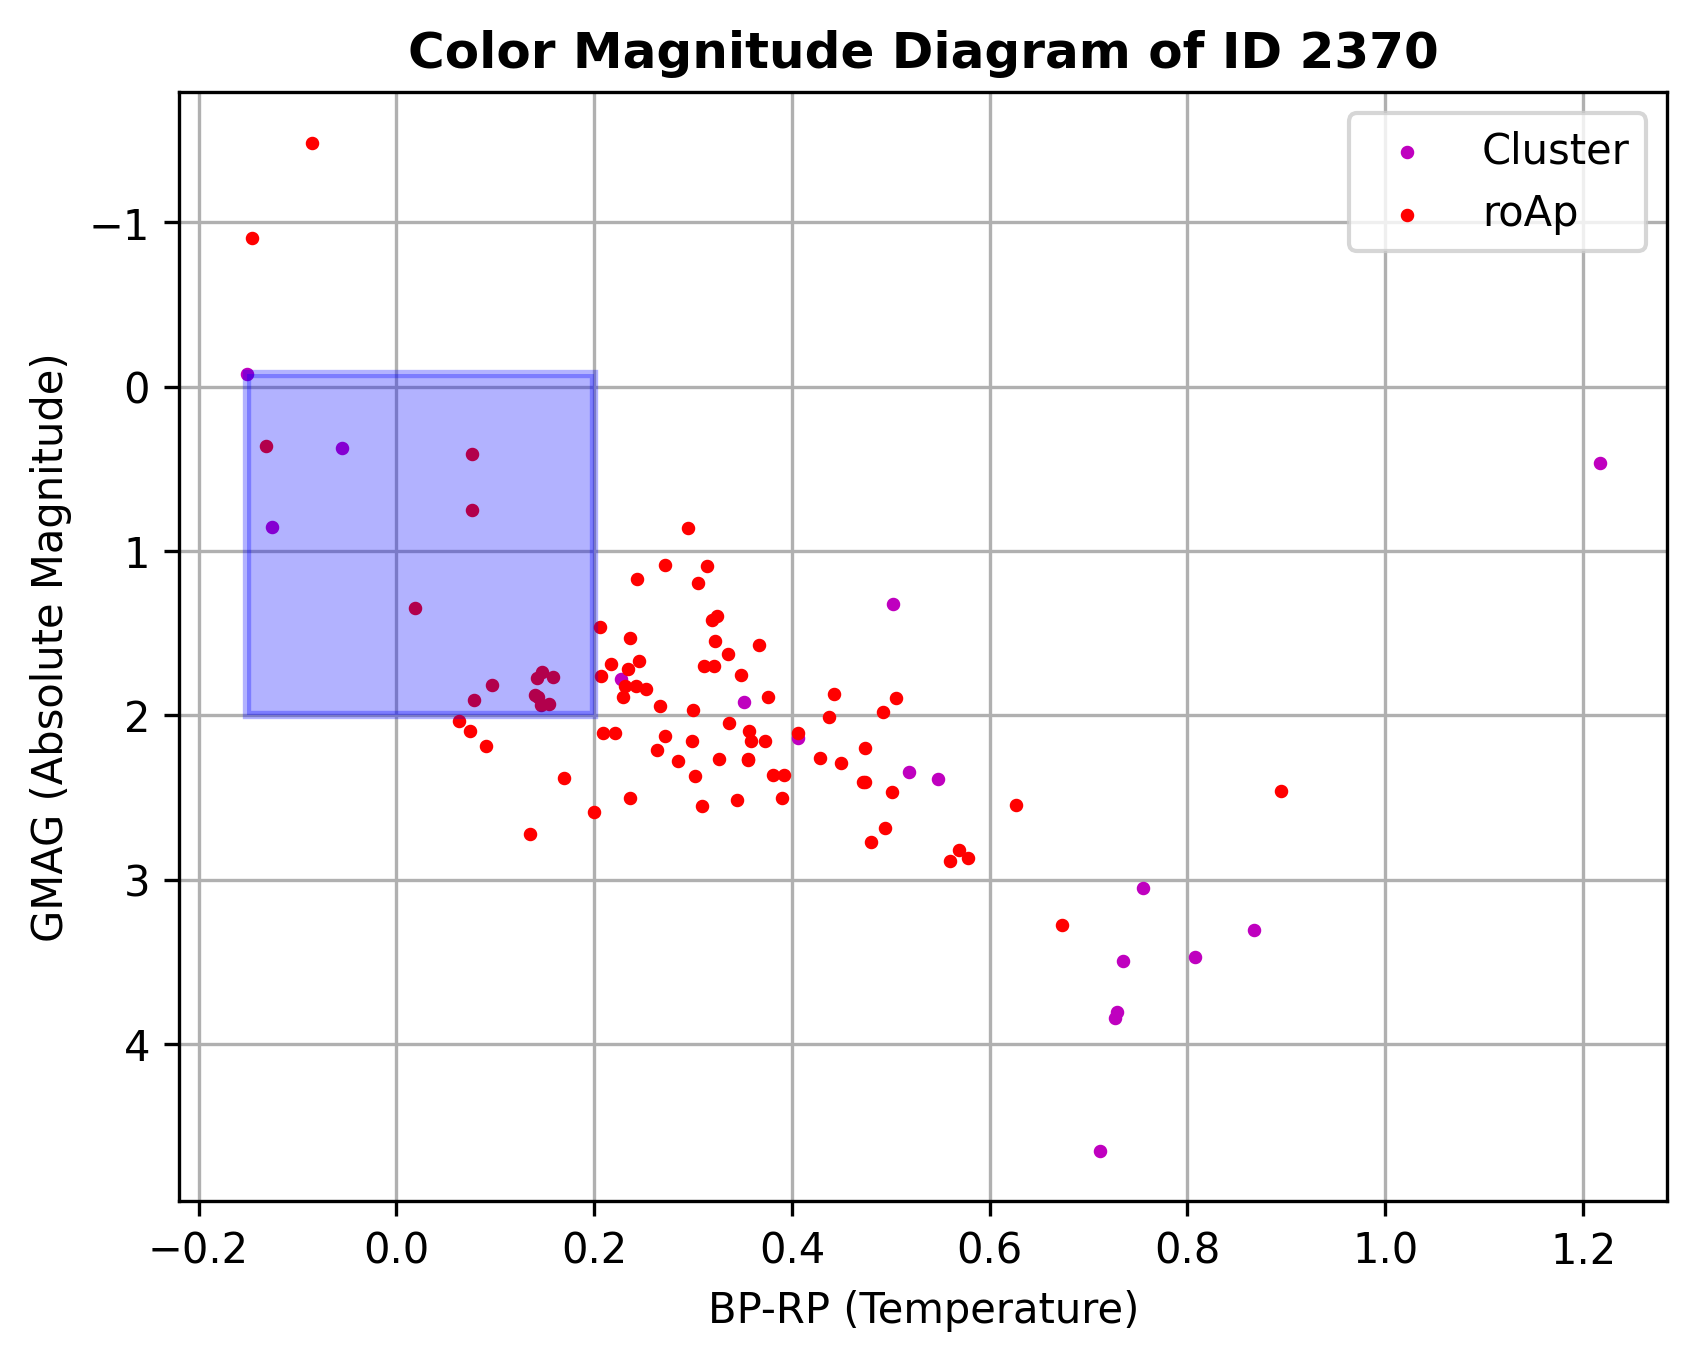 Color Magnitude Diagram of ID 2370
Cluster
roAp
−1
0
1
2
3
4
GMAG (Absolute Magnitude)
−0.2 0.0 0.2 0.4 0.6 0.8 1.0 1.2
BP-RP (Temperature)